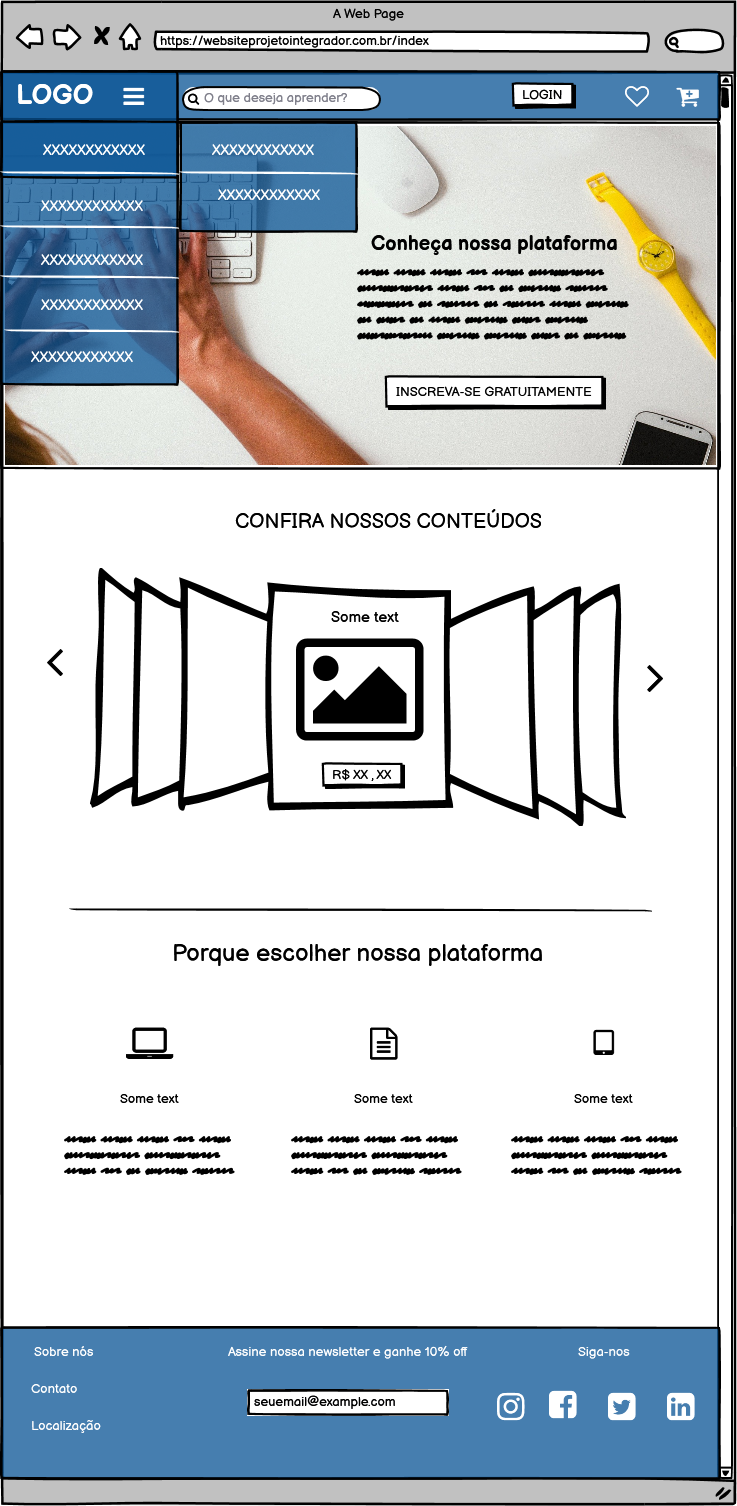 A Web Page
https://websiteprojetointegrador.com.br/index
LOGO
O que deseja aprender?
LOGIN
XXXXXXXXXXXX
XXXXXXXXXXXX
XXXXXXXXXXXX
XXXXXXXXXXXX
XXXXXXXXXXXX
XXXXXXXXXXXX
XXXXXXXXXXXX
Conheça nossa plataforma
INSCREVA-SE GRATUITAMENTE
CONFIRA NOSSOS CONTEÚDOS
Some text
R$ XX , XX
Porque escolher nossa plataforma
Some text
Some text
Some text
Sobre nós
Contato
Localização
Assine nossa newsletter e ganhe 10% off
seuemail@example.com
Siga-nos